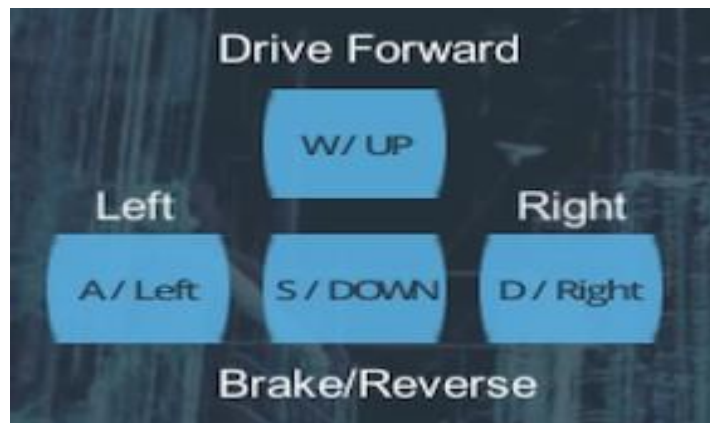 Drive Forward
W/ UP
Left
Right
A / Left
S / DOWN
D / Right
Brake/Reverse